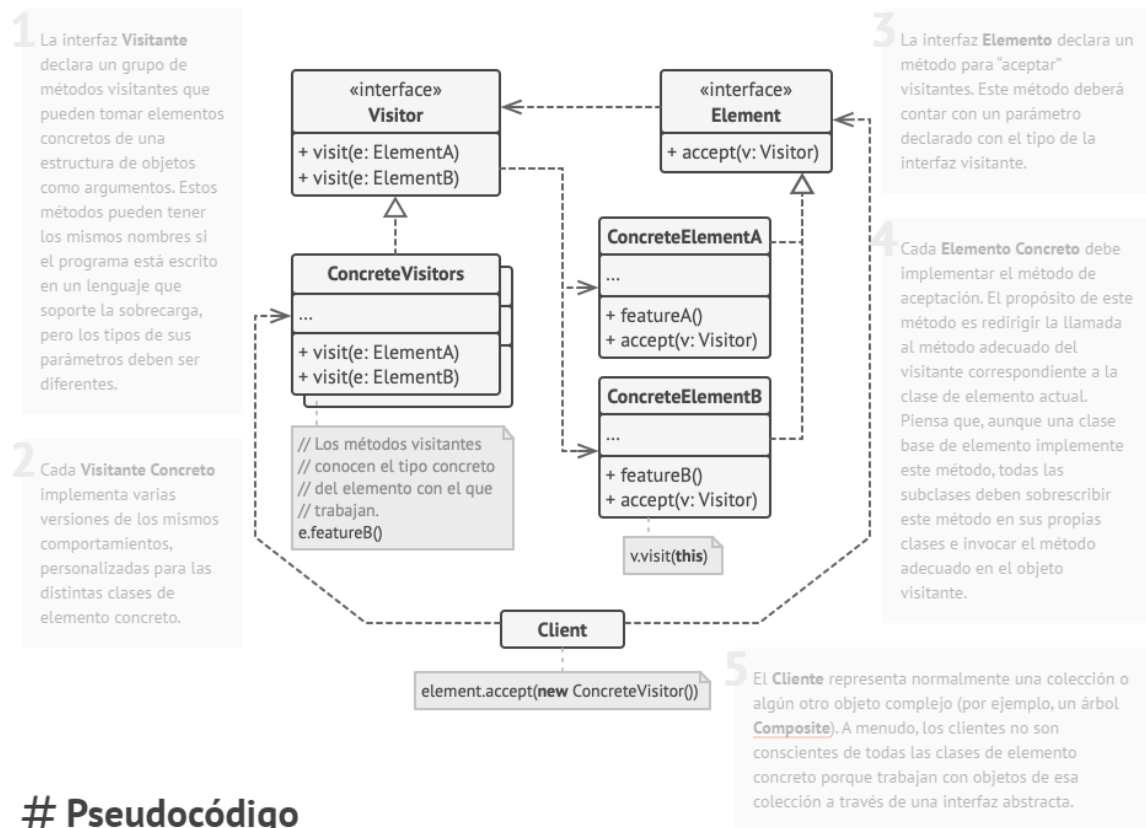 1
La interfaz Visitante
declara un grupo de
métodos visitantes que
pueden tomar elementos
concretos de una
estructura de objetos
como argumentos. Estos
métodos pueden tener
los mismos nombres si
el programa está escrito
en un lenguaje que
soporte la sobrecarga,
pero los tipos de sus
parámetros deben ser
diferentes.
2
Cada Visitante Concreto
implementa varias
versiones de los mismos
comportamientos,
personalizadas para las
distintas clases de
elemento concreto.
«interface»
Visitor
+ visit(e: ElementA)
+ visit(e: ElementB)
ConcreteVisitors
...
+ visit(e: ElementA)
+ visit(e: ElementB)
// Los métodos visitantes
// conocen el tipo concreto
// del elemento con el que
// trabajan.
e.featureB()
«interface»
Element
+ accept(v: Visitor)
ConcreteElementA
...
+ featureA()
+ accept(v: Visitor)
ConcreteElementB
...
+ featureB()
+ accept(v: Visitor)
v.visit(this)
Client
element.accept(new ConcreteVisitor())
3
La interfaz Elemento declara un
método para “aceptar”
visitantes. Este método deberá
contar con un parámetro
declarado con el tipo de la
interfaz visitante.
4
Cada Elemento Concreto debe
implementar el método de
aceptación. El propósito de este
método es redirigir la llamada
al método adecuado del
visitante correspondiente a la
clase de elemento actual.
Piensa que, aunque una clase
base de elemento implemente
este método, todas las
subclases deben sobrescribir
este método en sus propias
clases e invocar el método
adecuado en el objeto
visitante.
5
El Cliente representa normalmente una colección o
algún otro objeto complejo (por ejemplo, un árbol
Composite). A menudo, los clientes no son
conscientes de todas las clases de elemento
concreto porque trabajan con objetos de esa
colección a través de una interfaz abstracta.
# Pseudocódigo